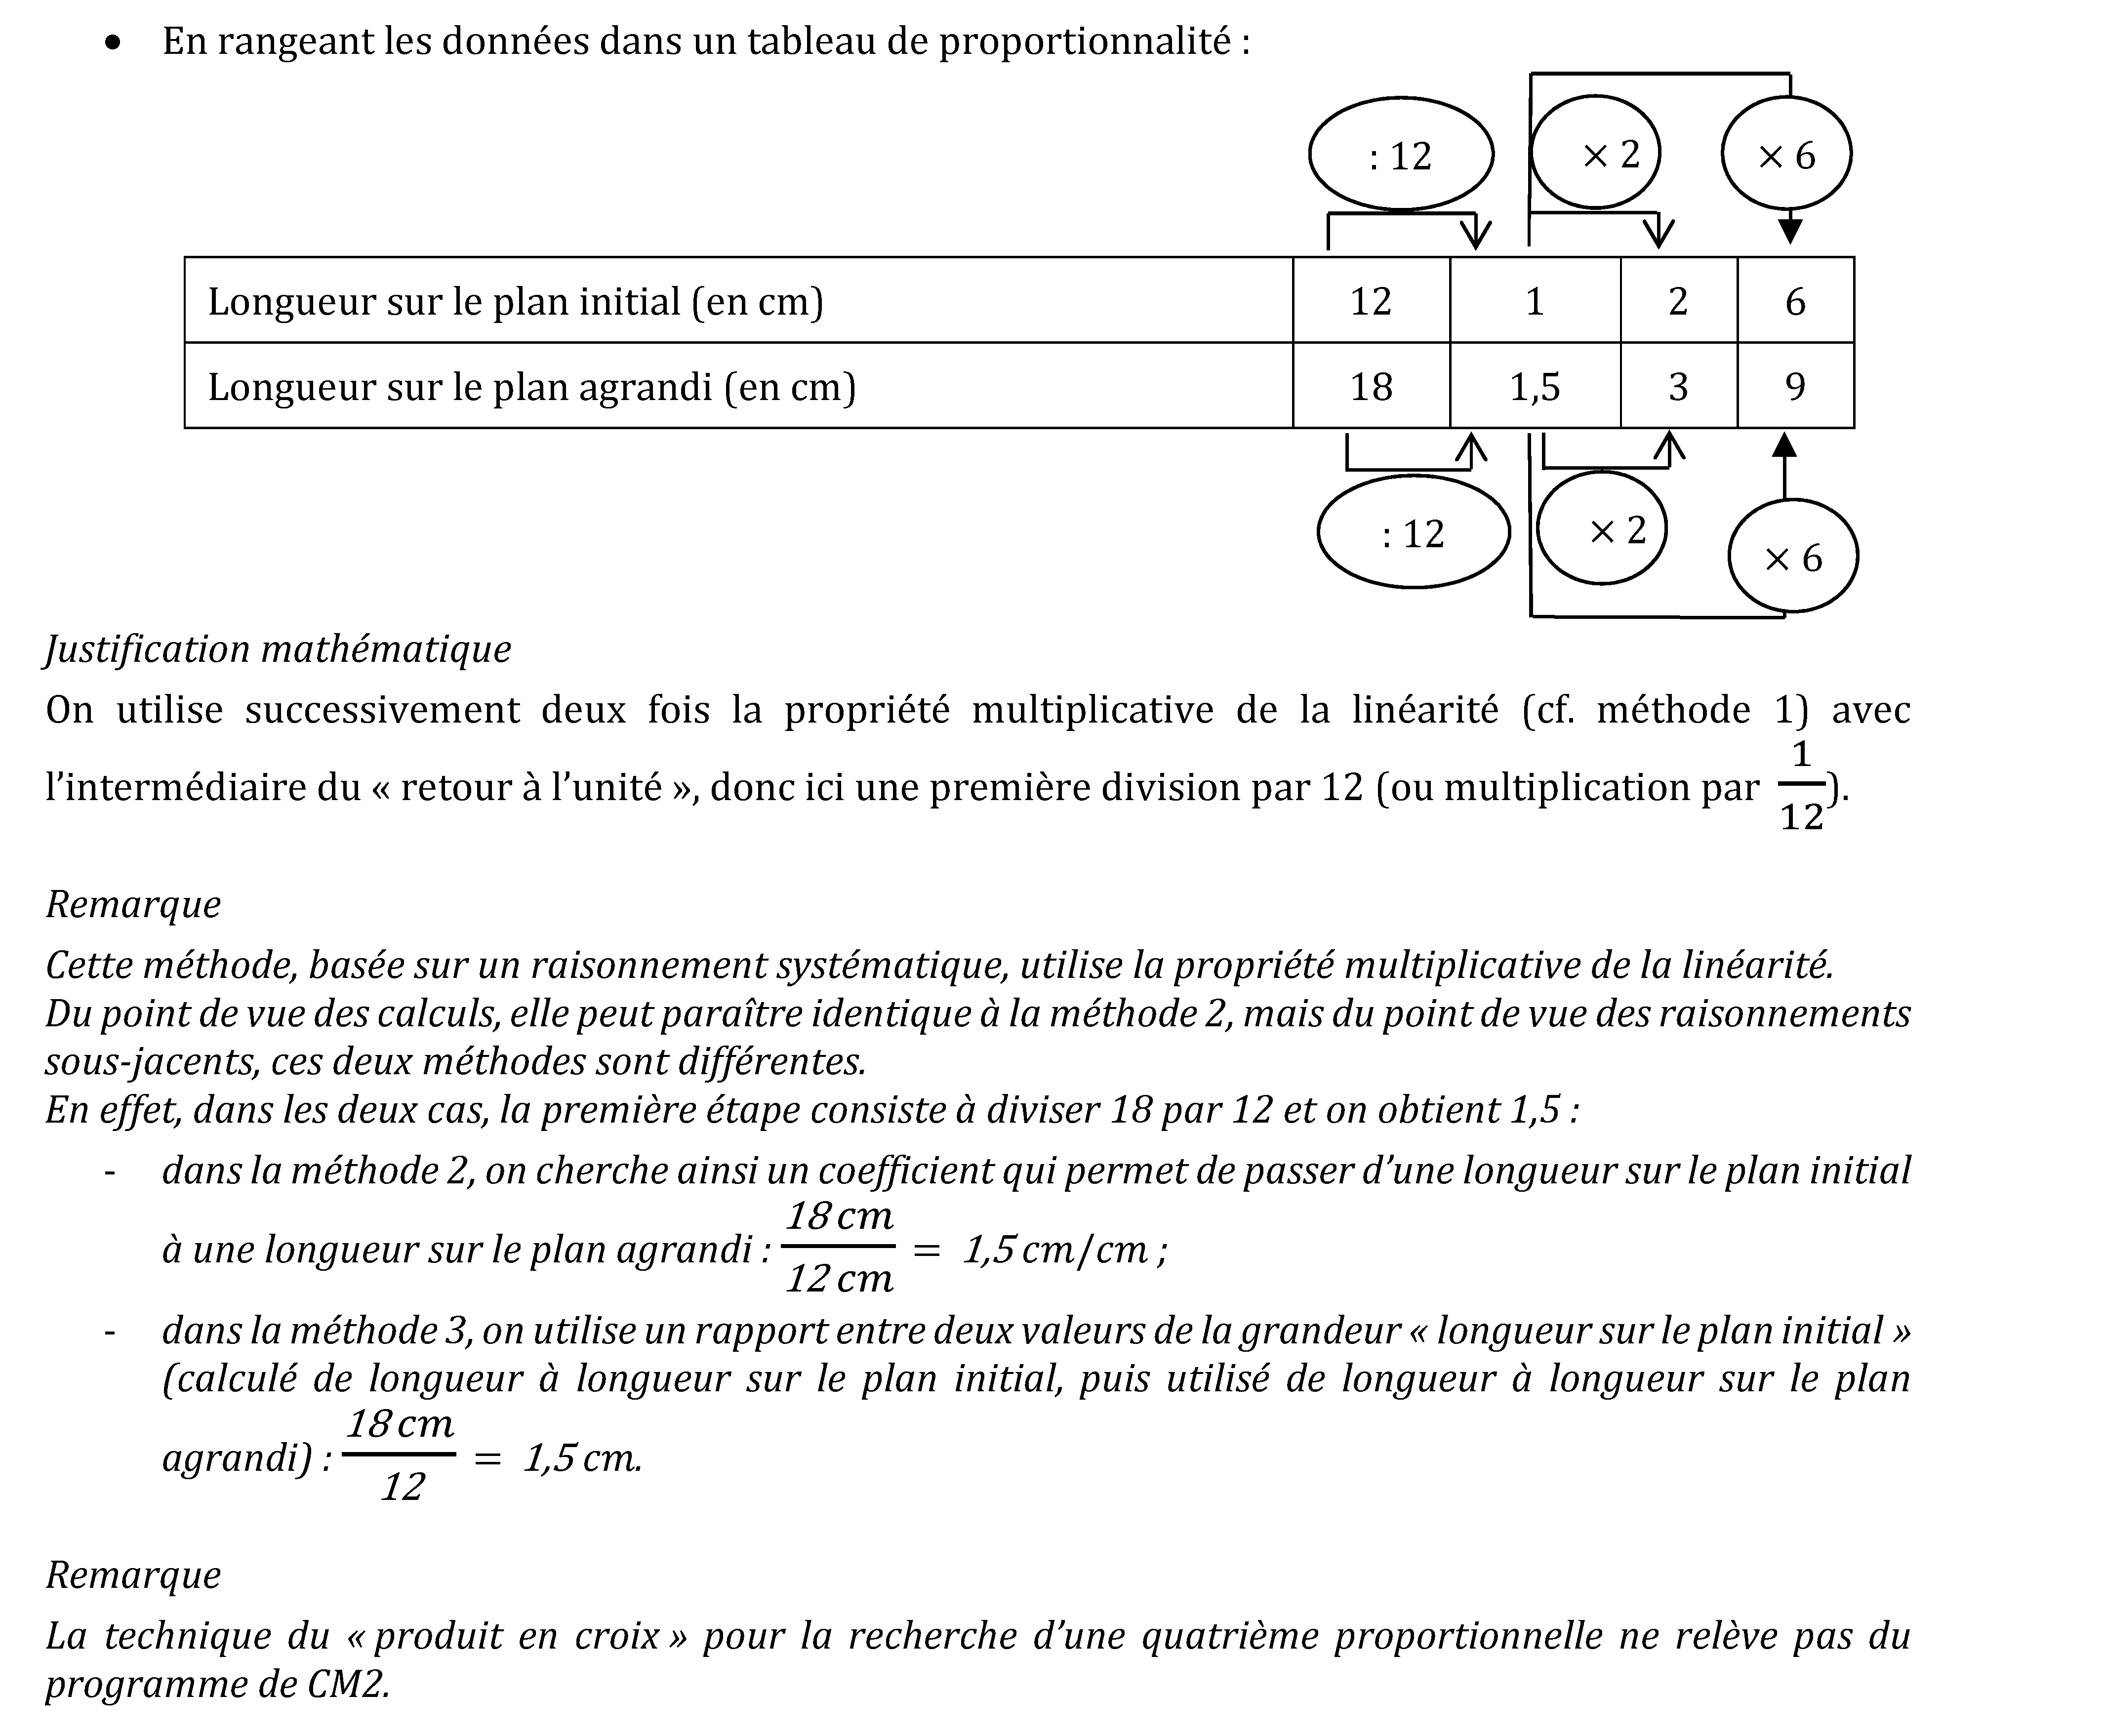 • En rangeant les données dans un tableau de proportionnalité :
: 12 × 2 × 6
Longueur sur le plan initial (en cm) 12 1 2 6
Longueur sur le plan agrandi (en cm) 18 1,5 3 9
: 12 × 2 × 6
Justification mathématique
On utilise successivement deux fois la propriété multiplicative de la linéarité (cf. méthode 1) avec
l’intermédiaire du « retour à l’unité », donc ici une première division par 12 (ou multiplication par 1/12).
Remarque
Cette méthode, basée sur un raisonnement systématique, utilise la propriété multiplicative de la linéarité.
Du point de vue des calculs, elle peut paraître identique à la méthode 2, mais du point de vue des raisonnements
sous-jacents, ces deux méthodes sont différentes.
En effet, dans les deux cas, la première étape consiste à diviser 18 par 12 et on obtient 1,5 :
- dans la méthode 2, on cherche ainsi un coefficient qui permet de passer d’une longueur sur le plan initial
à une longueur sur le plan agrandi : 18 cm/12 cm = 1,5 cm/cm ;
- dans la méthode 3, on utilise un rapport entre deux valeurs de la grandeur « longueur sur le plan initial »
(calculé de longueur à longueur sur le plan initial, puis utilisé de longueur à longueur sur le plan
agrandi) : 18 cm/12 = 1,5 cm.
Remarque
La technique du « produit en croix » pour la recherche d’une quatrième proportionnelle ne relève pas du
programme de CM2.